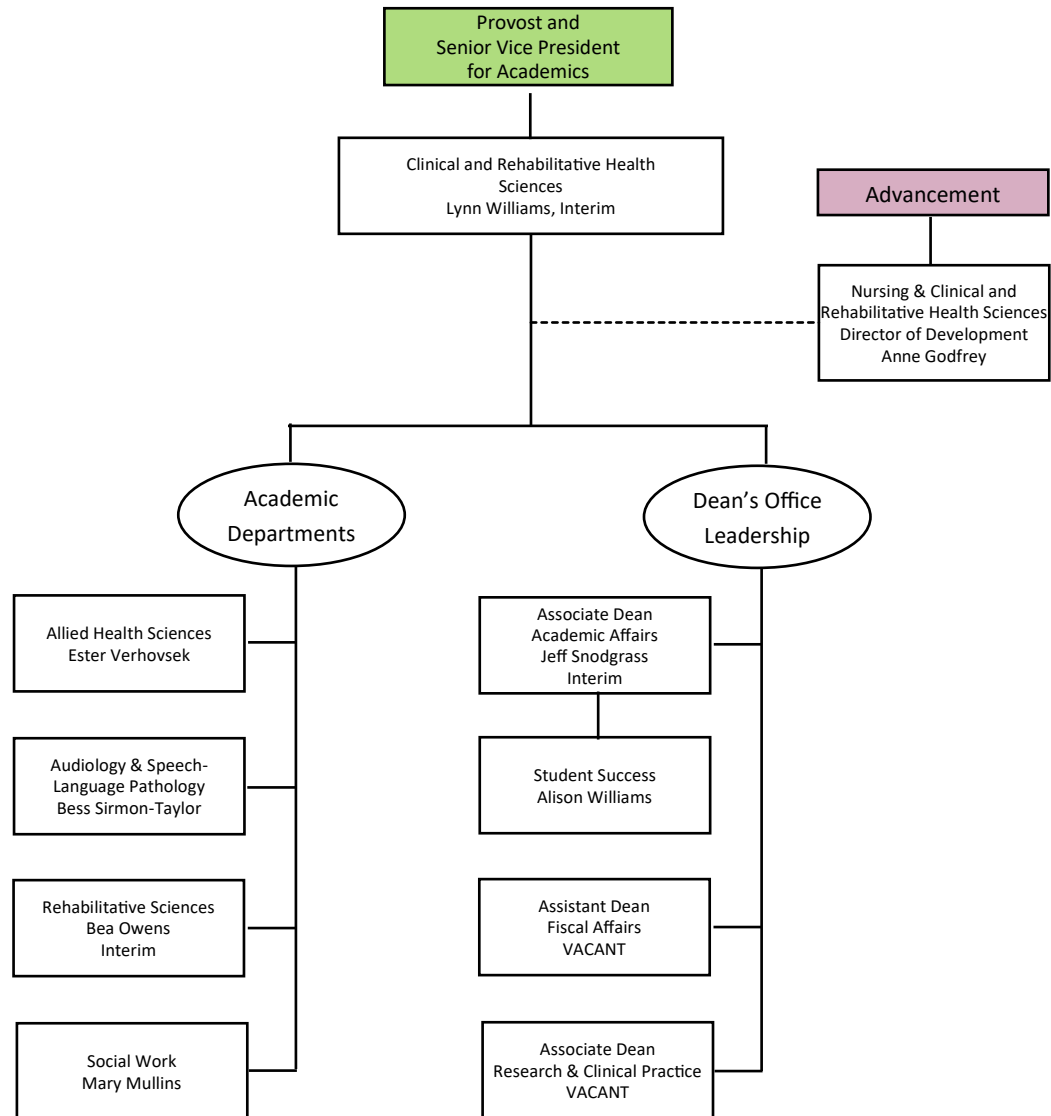 Provost and
Senior Vice President
for Academics
Clinical and Rehabilitative Health
Sciences
Lynn Williams, Interim
Advancement
Nursing & Clinical and
Rehabilitative Health Sciences
Director of Development
Anne Godfrey
Academic
Departments
Dean's Office
Leadership
Allied Health Sciences
Ester Verhovsek
Audiology & Speech-
Language Pathology
Bess Sirmon-Taylor
Rehabilitative Sciences
Bea Owens
Interim
Social Work
Mary Mullins
Associate Dean
Academic Affairs
Jeff Snodgrass
Interim
Student Success
Alison Williams
Assistant Dean
Fiscal Affairs
VACANT
Associate Dean
Research & Clinical Practice
VACANT